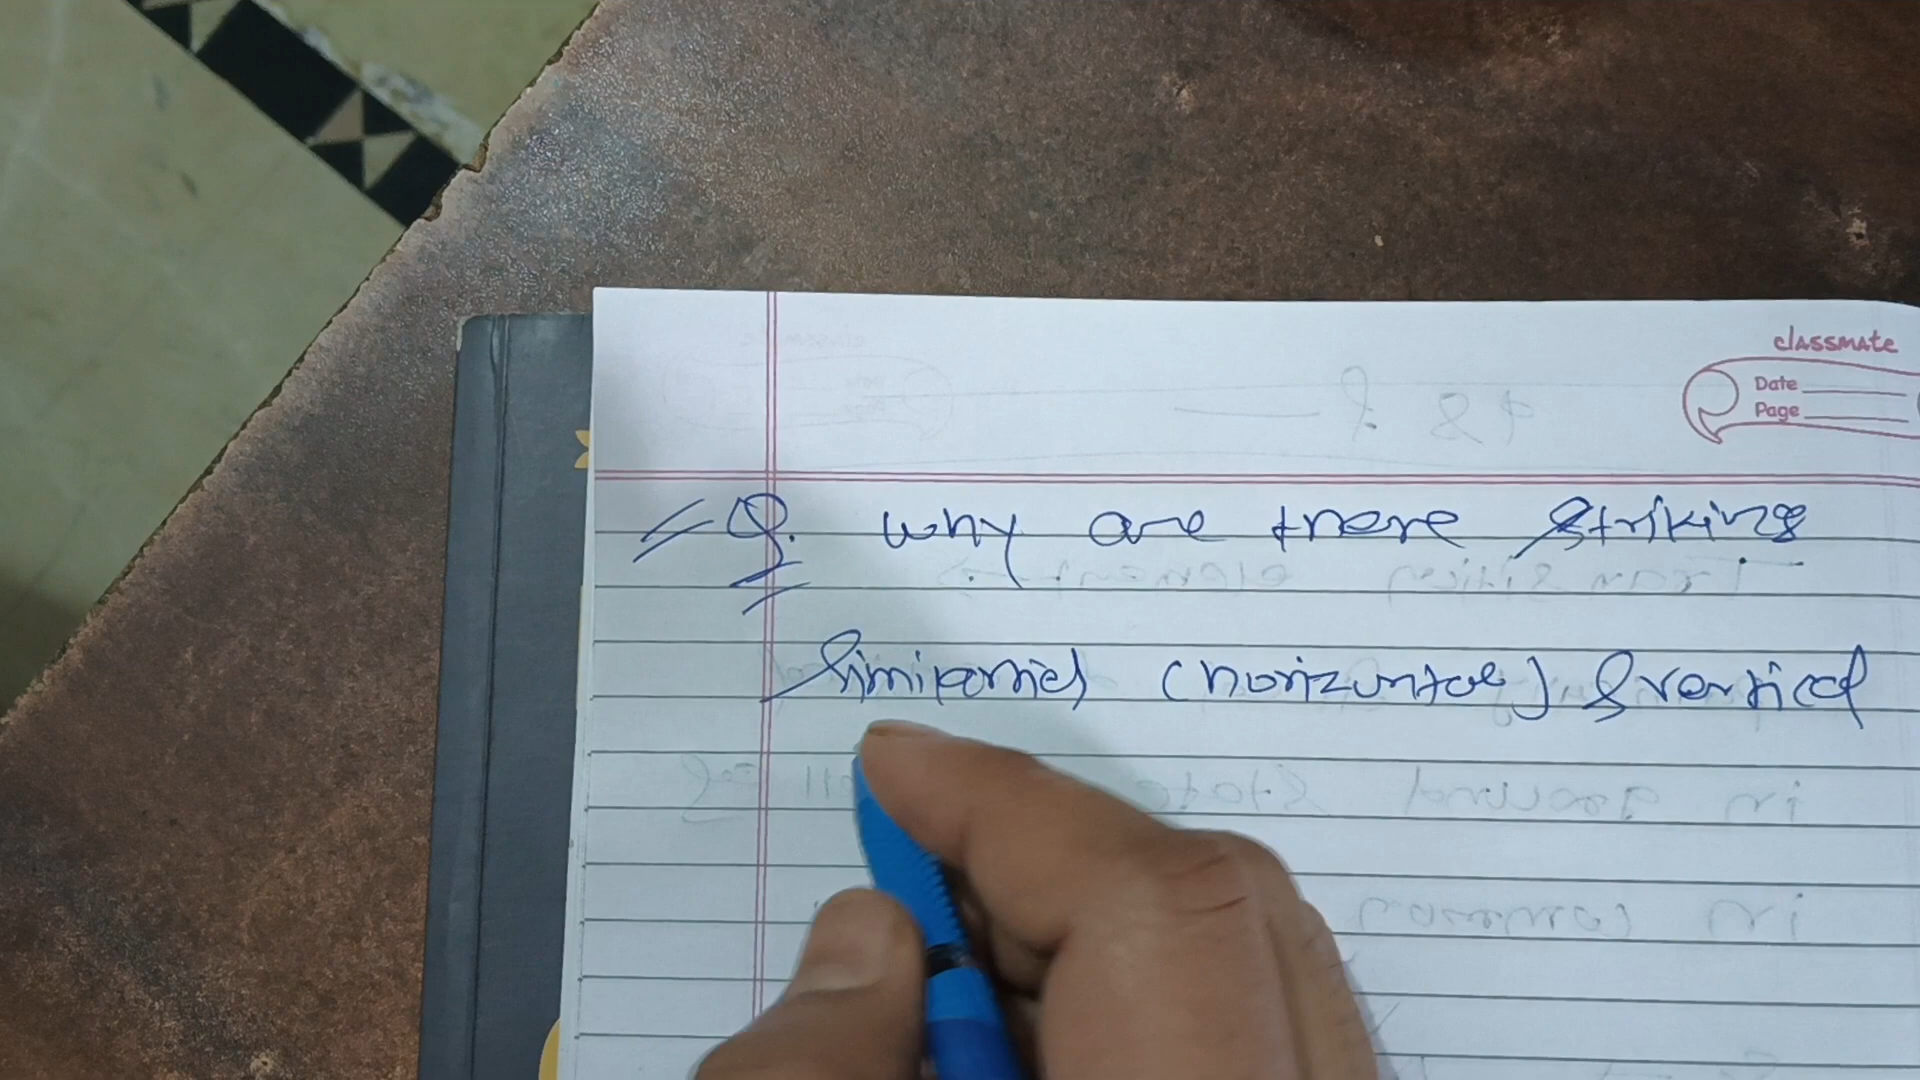 classmate
Date
Page
Q. why are there striking
Similarities (horizontal) & vertical